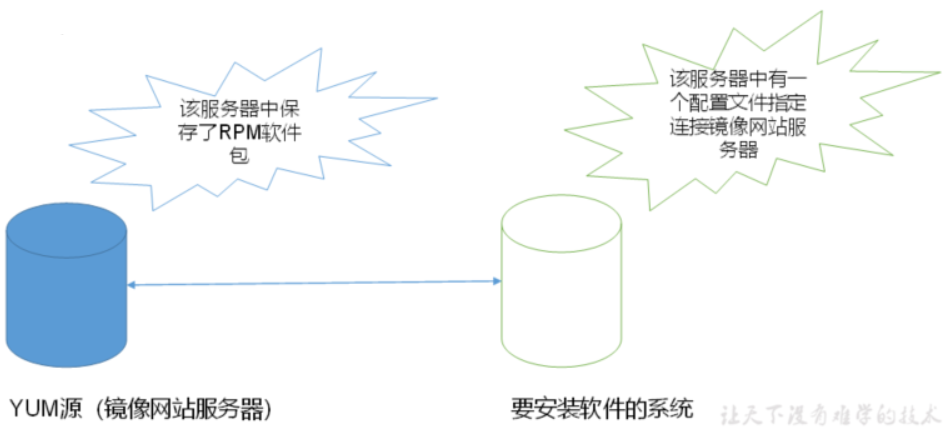 该服务器中保
存了RPM软件
包
该服务器中有一
个配置文件指定
连接镜像网站服
务器
YUM源（镜像网站服务器）
要安装软件的系统
让天下没有难学的技术